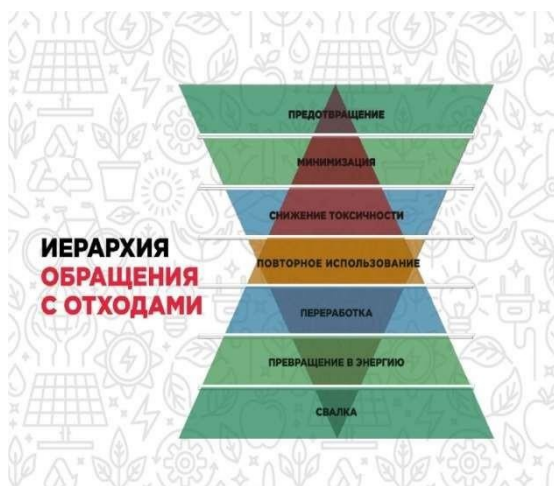 ПРЕДОТВРАЩЕНИЕ
МИНИМИЗАЦИЯ
СНИЖЕНИЕ ТОКСИЧНОСТИ
ИЕРАРХИЯ
ОБРАЩЕНИЯ
С ОТХОДАМИ
ПОВТОРНОЕ ИСПОЛЬЗОВАНИЕ
ПЕРЕРАБОТКА
ПРЕВРАЩЕНИЕ В ЭНЕРГИЮ
СВАЛКА